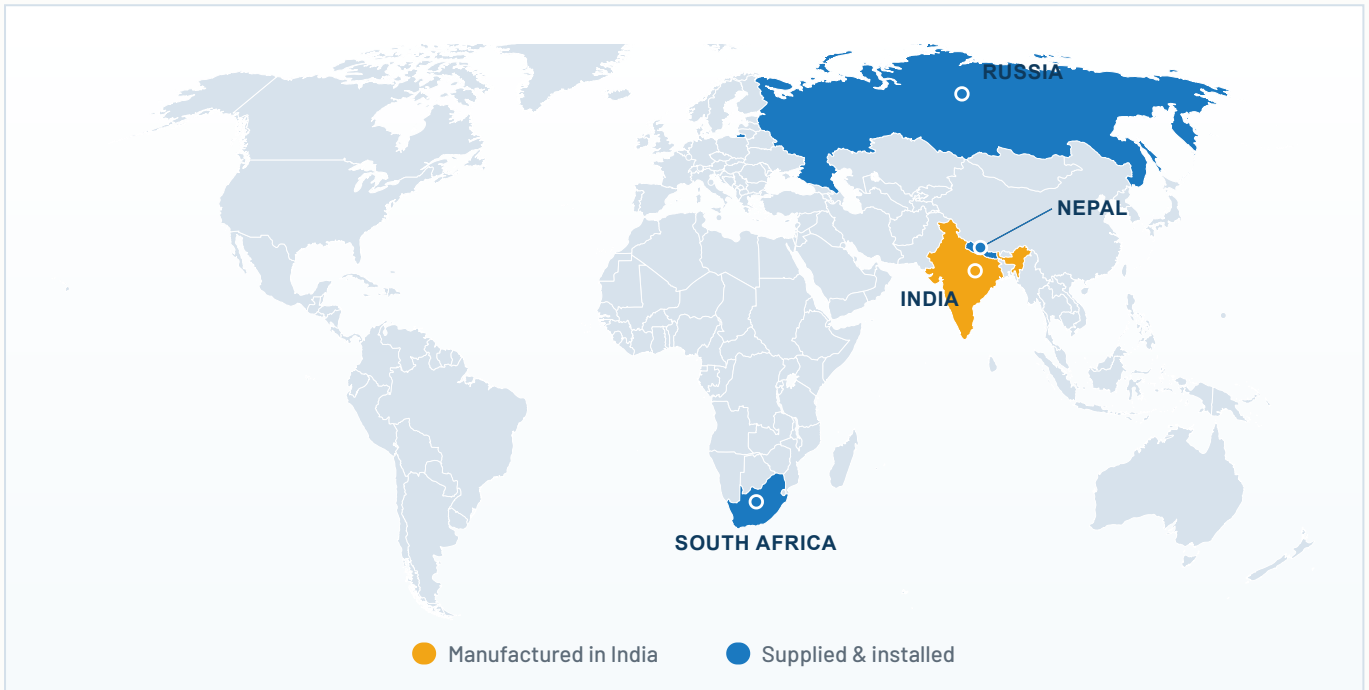 RUSSIA
NEPAL
INDIA
SOUTH AFRICA
Manufactured in India
Supplied & installed